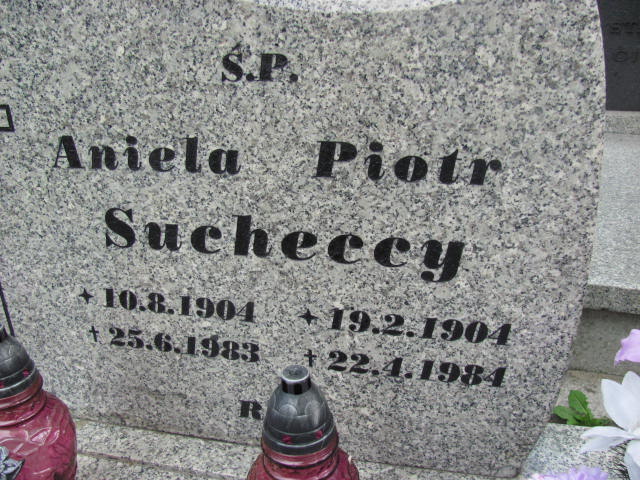 Ś.P.
Aniela Piotr
Sucheccy
10.8.1904 19.2.1904
25.6.1983 22.4.1984
R